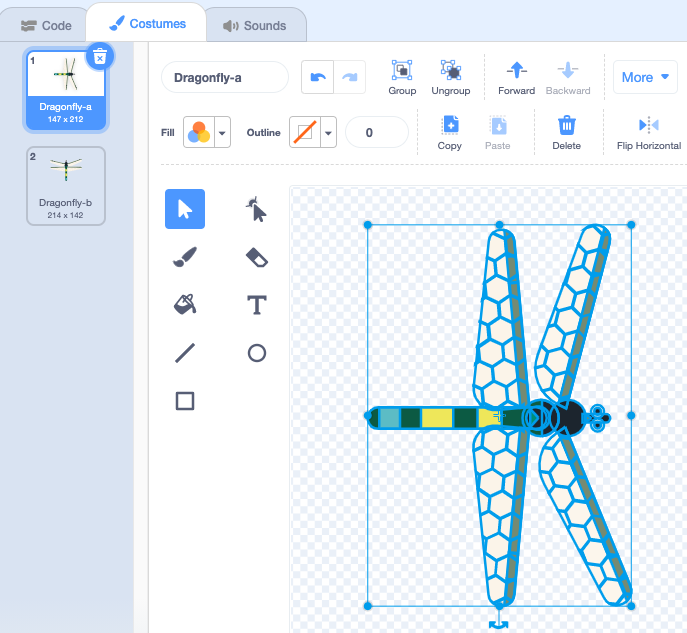 Code
Costumes
Sounds
1
Dragonfly-a
147 x 212
2
Dragonfly-b
214 x 142
Dragonfly-a
Group
Ungroup
Forward
Backward
More
Fill
Outline
0
Copy
Paste
Delete
Flip Horizontal
T